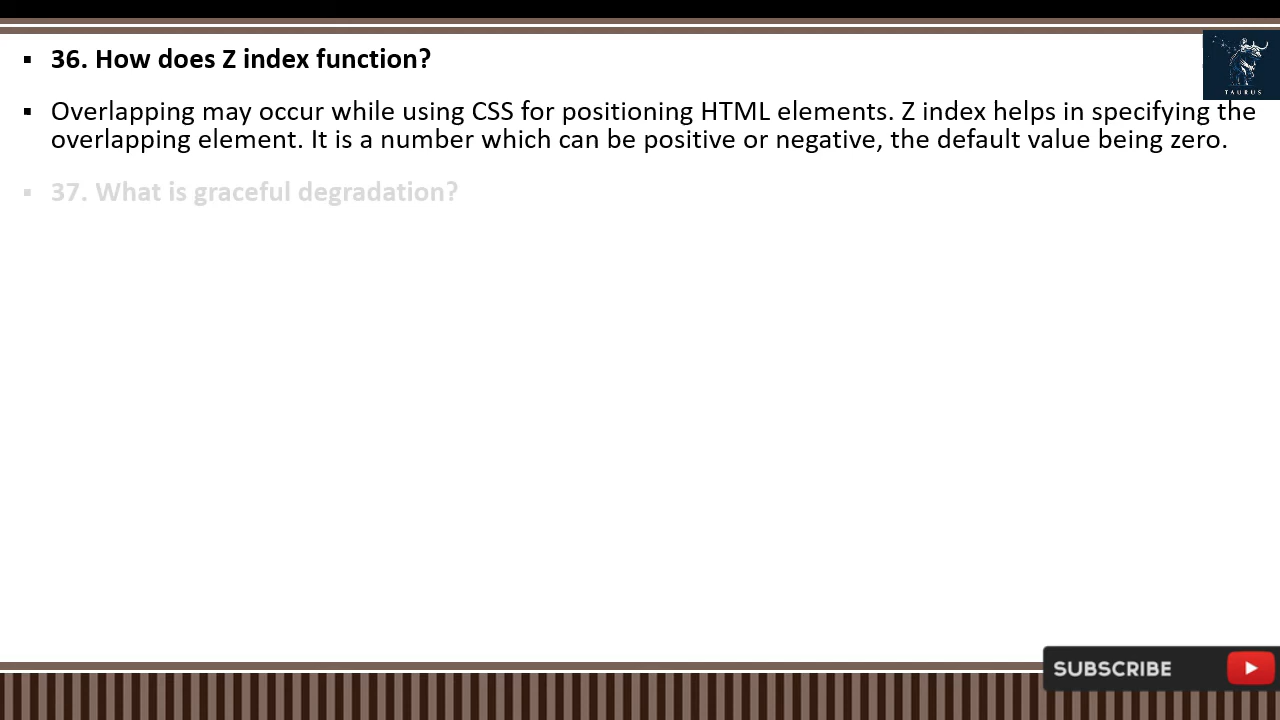 ▪ 36. How does Z index function?
▪ Overlapping may occur while using CSS for positioning HTML elements. Z index helps in specifying the
overlapping element. It is a number which can be positive or negative, the default value being zero.
▪ 37. What is graceful degradation?
TAURUS
SUBSCRIBE